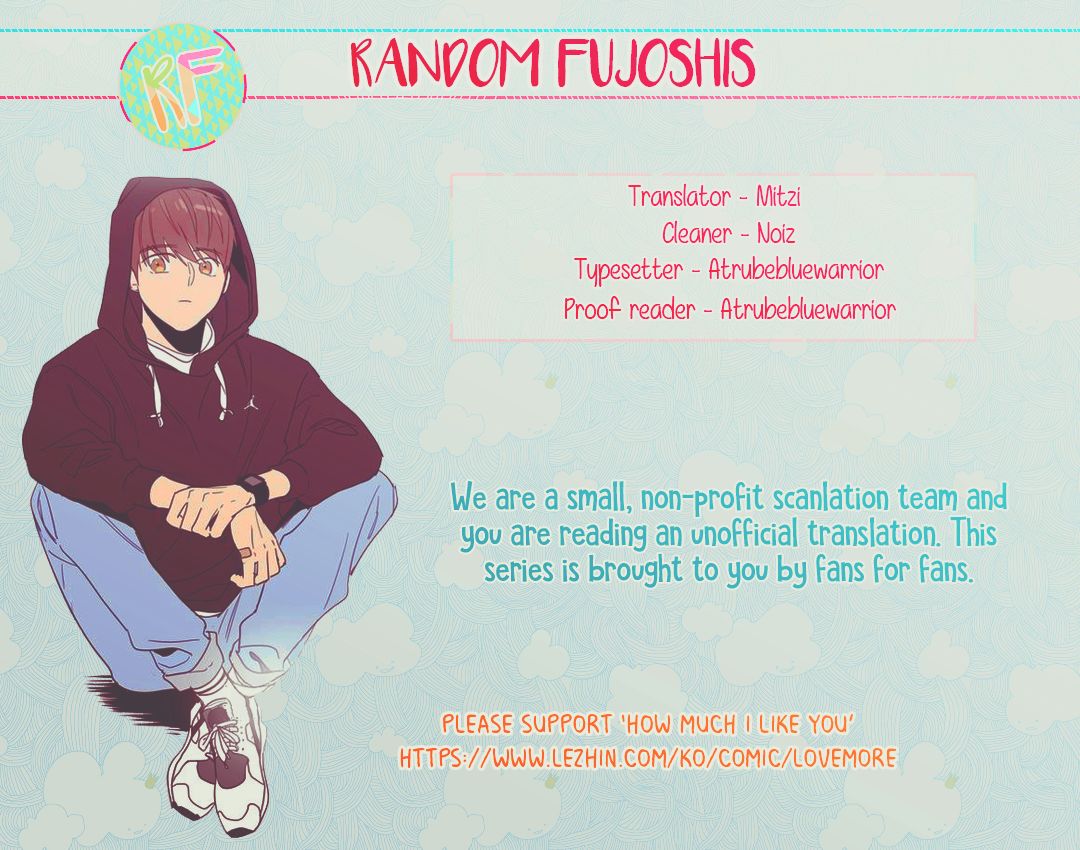 RF
RANDOM FUJOSHIS
Translator - Mitzi
Cleaner - Noiz
Typesetter - Atrubebluewarrior
Proof reader - Atrubebluewarrior
We are a small, non-profit scanlation team and
you are reading an unofficial translation. This
series is brought to you by fans for fans.
PLEASE SUPPORT 'HOW MUCH I LIKE YOU'
HTTPS://WWW.LEZHIN.COM/KO/COMIC/LOVEMORE